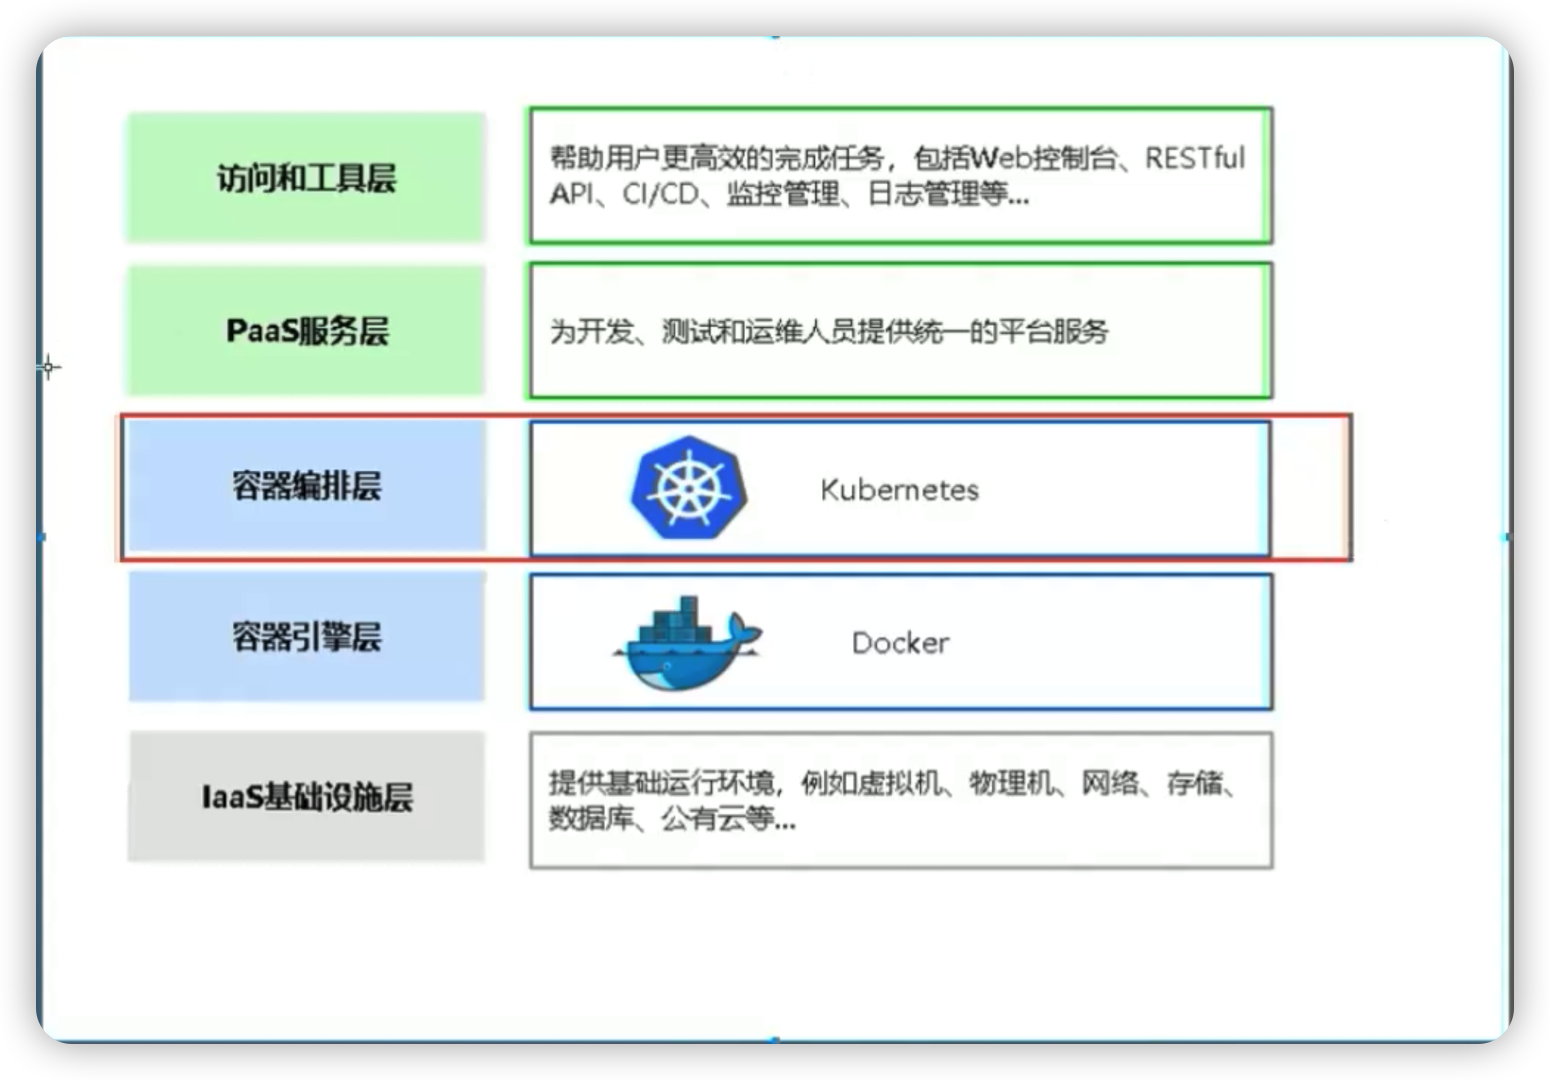 访问和工具层
帮助用户更高效的完成任务，包括Web控制台、RESTful
API、CI/CD、监控管理、日志管理等...
PaaS服务层
为开发、测试和运维人员提供统一的平台服务
容器编排层
Kubernetes
容器引擎层
Docker
IaaS基础设施层
提供基础运行环境，例如虚拟机、物理机、网络、存储、
数据库、公有云等...